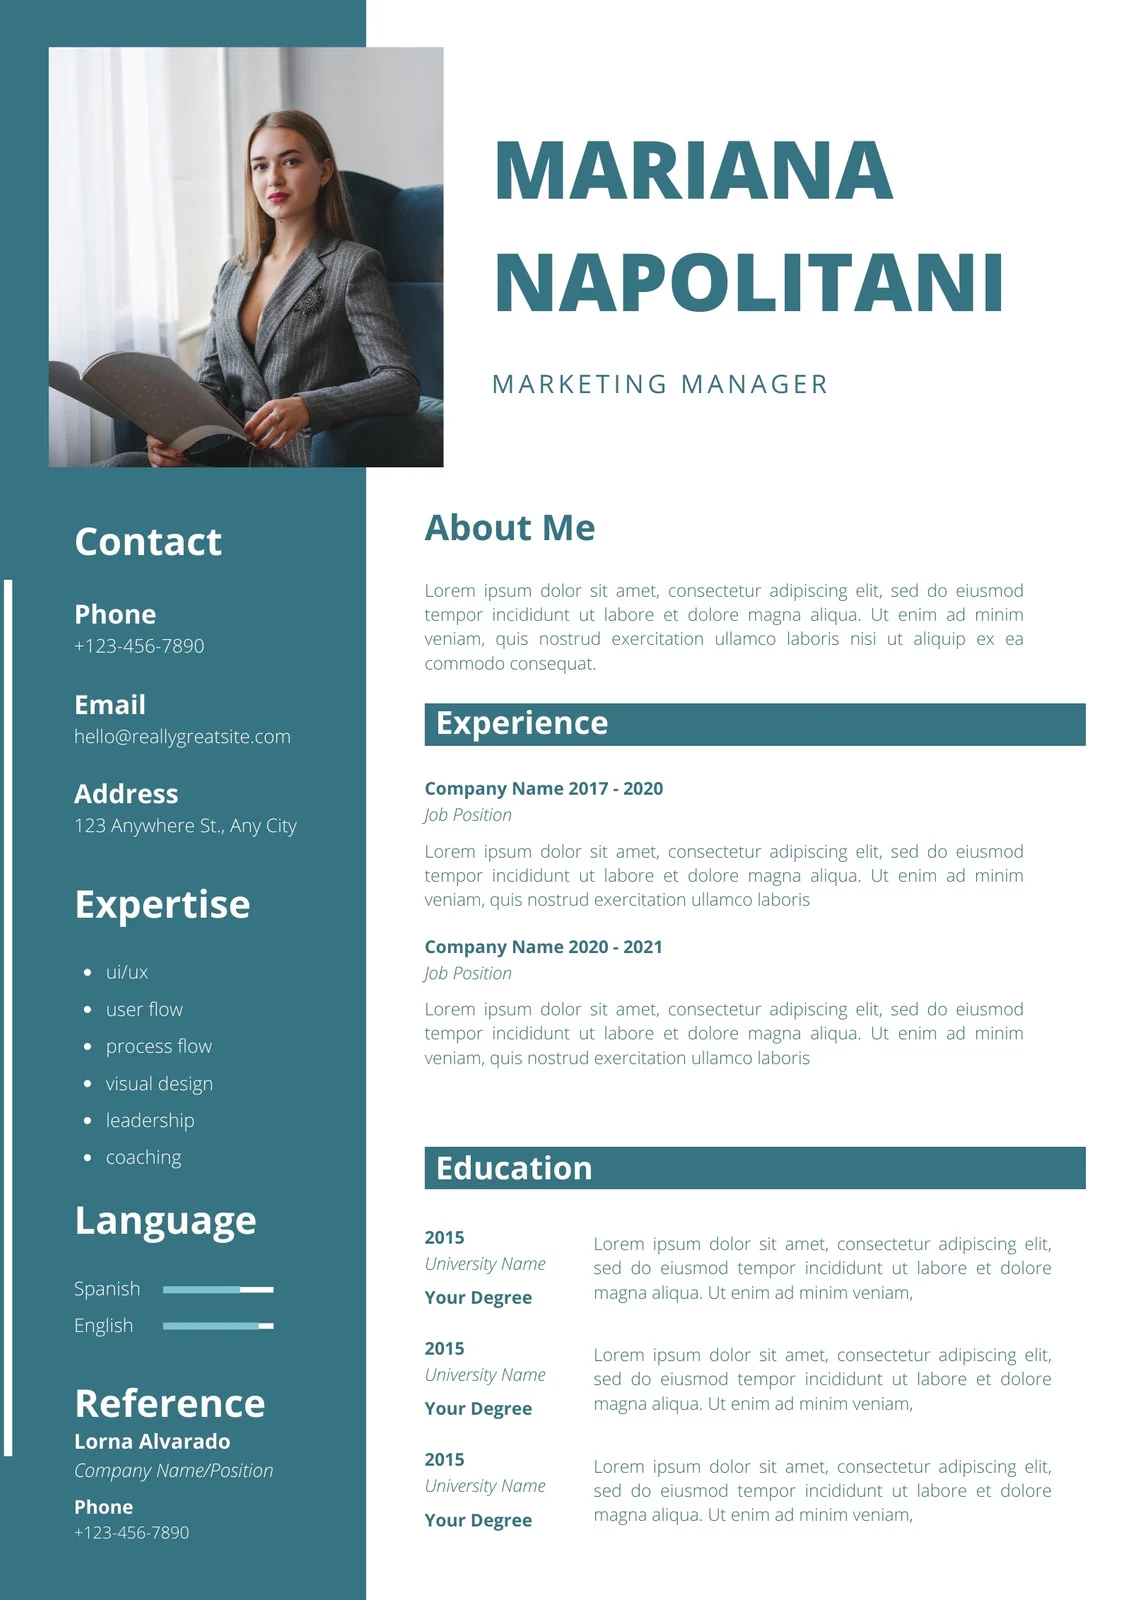 MARIANA
NAPOLITANI
MARKETING MANAGER
Contact
Phone
+123-456-7890
Email
hello@reallygreatsite.com
Address
123 Anywhere St., Any City
Expertise
ui/ux
user flow
process flow
visual design
leadership
coaching
Language
Spanish
English
Reference
Lorna Alvarado
Company Name/Position
Phone
+123-456-7890
About Me
Lorem ipsum dolor sit amet, consectetur adipiscing elit, sed do eiusmod
tempor incididunt ut labore et dolore magna aliqua. Ut enim ad minim
veniam, quis nostrud exercitation ullamco laboris nisi ut aliquip ex ea
commodo consequat.
Experience
Company Name 2017 - 2020
Job Position
Lorem ipsum dolor sit amet, consectetur adipiscing elit, sed do eiusmod
tempor incididunt ut labore et dolore magna aliqua. Ut enim ad minim
veniam, quis nostrud exercitation ullamco laboris
Company Name 2020 - 2021
Job Position
Lorem ipsum dolor sit amet, consectetur adipiscing elit, sed do eiusmod
tempor incididunt ut labore et dolore magna aliqua. Ut enim ad minim
veniam, quis nostrud exercitation ullamco laboris
Education
2015
University Name
Your Degree
Lorem ipsum dolor sit amet, consectetur adipiscing elit,
sed do eiusmod tempor incididunt ut labore et dolore
magna aliqua. Ut enim ad minim veniam,
2015
University Name
Your Degree
Lorem ipsum dolor sit amet, consectetur adipiscing elit,
sed do eiusmod tempor incididunt ut labore et dolore
magna aliqua. Ut enim ad minim veniam,
2015
University Name
Your Degree
Lorem ipsum dolor sit amet, consectetur adipiscing elit,
sed do eiusmod tempor incididunt ut labore et dolore
magna aliqua. Ut enim ad minim veniam,